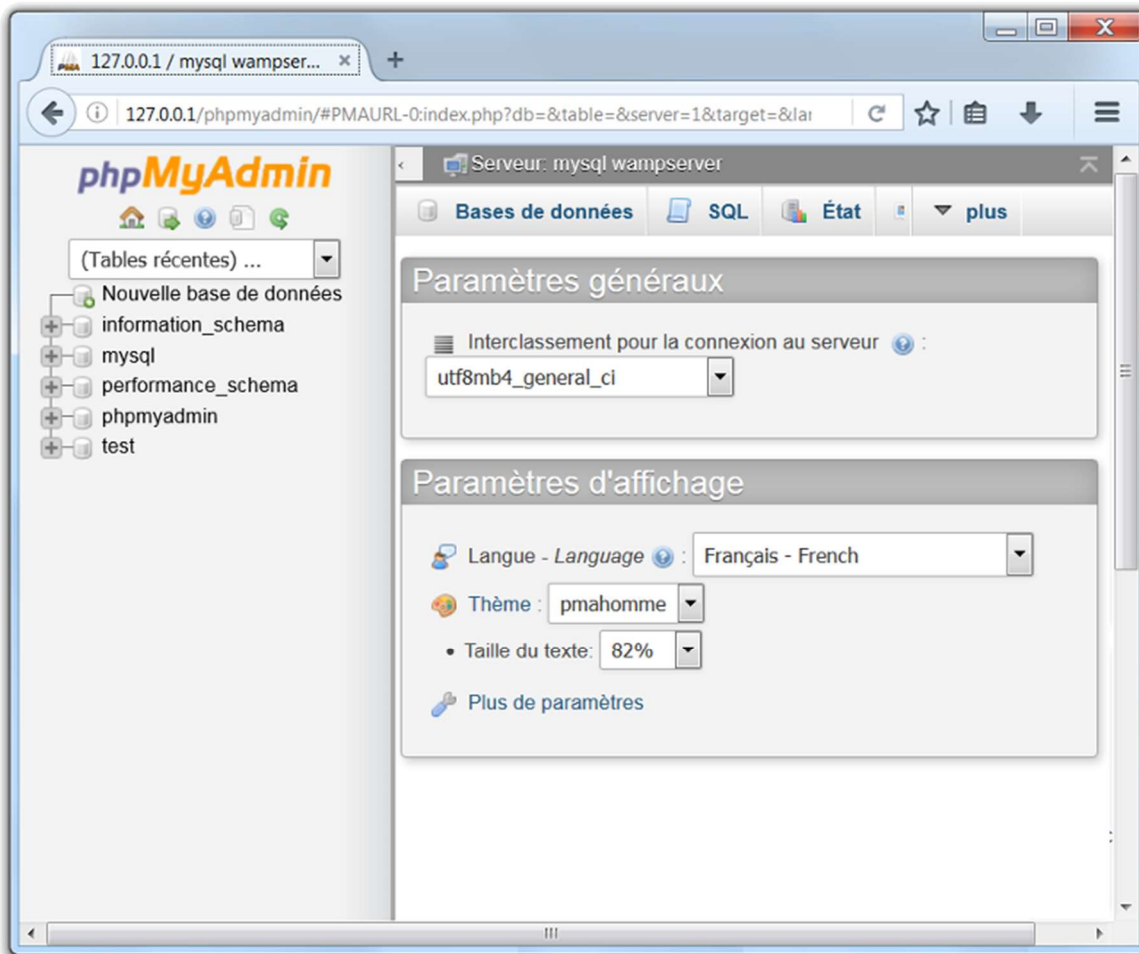 127.0.0.1 / mysql wampser...
127.0.0.1/phpmyadmin/#PMAURL-0:index.php?db=&table=&server=1&target=&lan
phpMyAdmin
(Tables récentes) ...
Nouvelle base de données
information_schema
mysql
performance_schema
phpmyadmin
test
Serveur: mysql wampserver
Bases de données SQL État plus
Paramètres généraux
Interclassement pour la connexion au serveur :
utf8mb4_general_ci
Paramètres d'affichage
Langue - Language : Français - French
Thème : pmahomme
• Taille du texte: 82%
Plus de paramètres